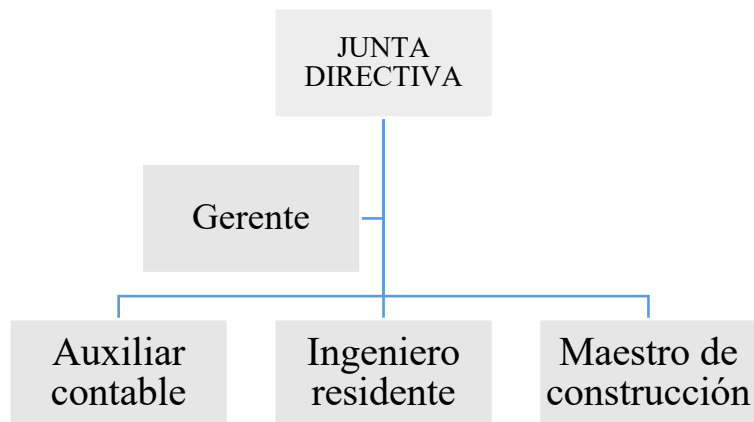 JUNTA
DIRECTIVA
Gerente
Auxiliar
contable
Ingeniero
residente
Maestro de
construcción